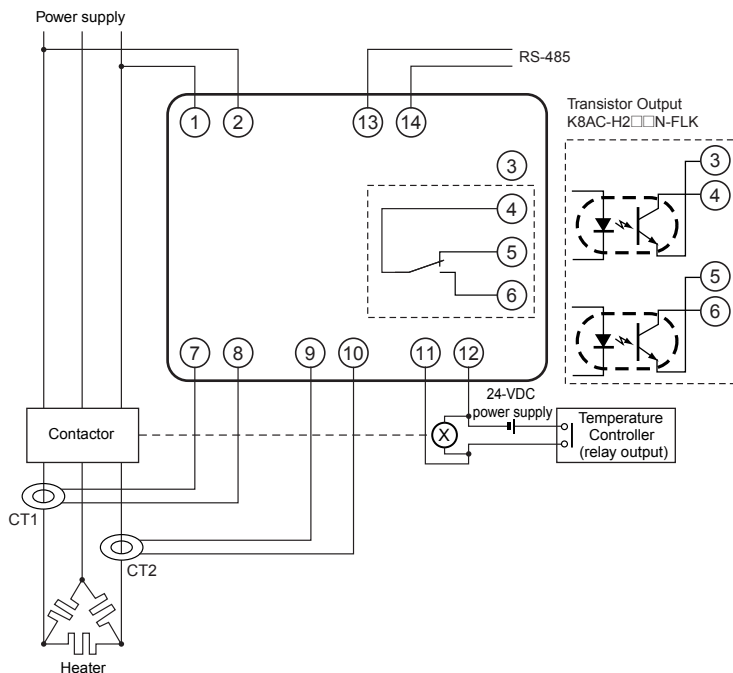 Power supply
RS-485
1
2
13
14
Transistor Output
K8AC-H2□□N-FLK
3
4
5
6
3
4
5
6
7
8
9
10
11
12
24-VDC
power supply
Contactor
X
Temperature
Controller
(relay output)
CT1
CT2
Heater